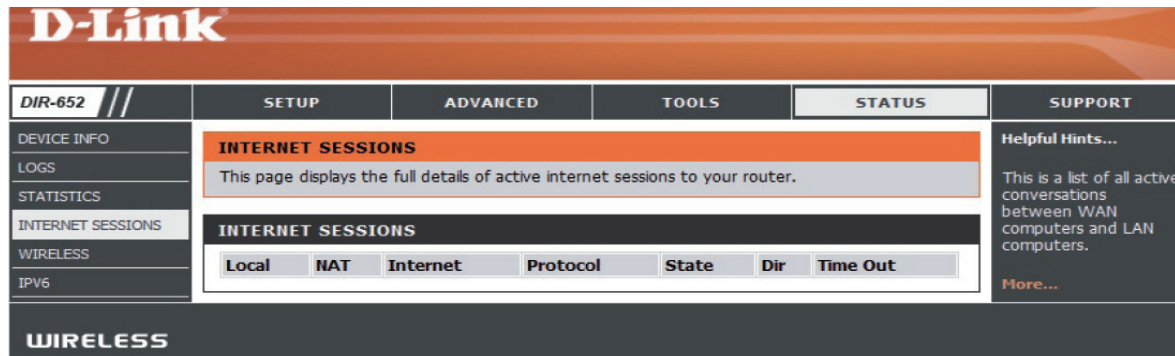 D-Link
DIR-652 // SETUP ADVANCED TOOLS STATUS SUPPORT
DEVICE INFO
LOGS
STATISTICS
INTERNET SESSIONS
WIRELESS
IPV6
INTERNET SESSIONS
This page displays the full details of active internet sessions to your router.
INTERNET SESSIONS
Local NAT Internet Protocol State Dir Time Out
Helpful Hints...
This is a list of all active
conversations
between WAN
computers and LAN
computers.
More...
WIRELESS